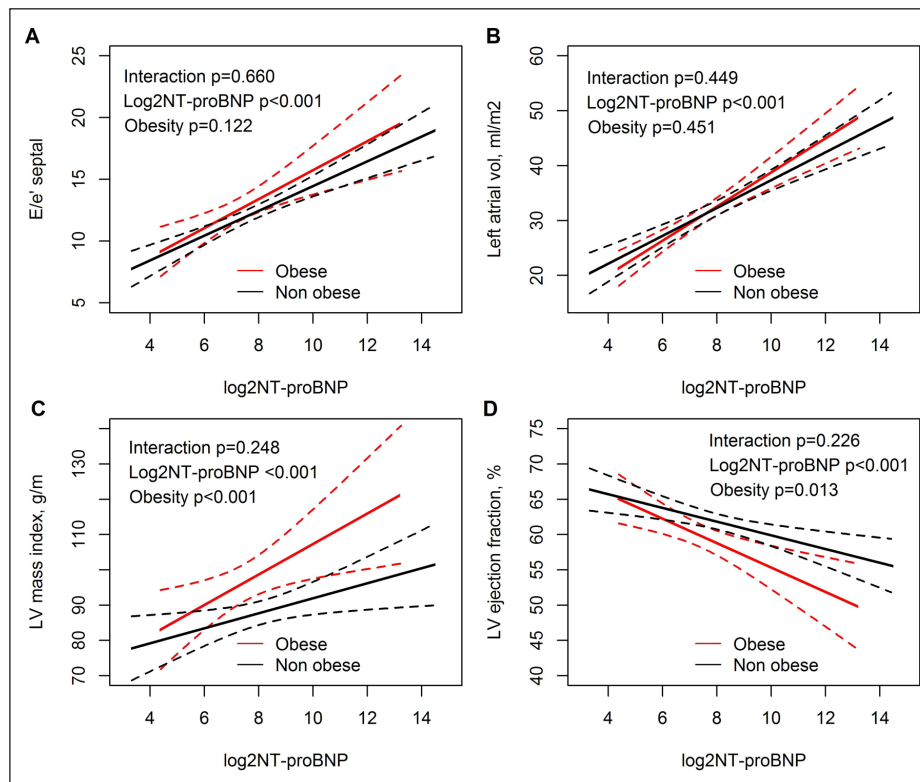 A
E/e' septal
25
20
15
10
5
Interaction p=0.660
Log2NT-proBNP p<0.001
Obesity p=0.122
Obese
Non obese
4 6 8 10 12 14
log2NT-proBNP
B
Left atrial vol, ml/m2
60
50
40
30
20
Interaction p=0.449
Log2NT-proBNP p<0.001
Obesity p=0.451
Obese
Non obese
4 6 8 10 12 14
log2NT-proBNP
C
LV mass index, g/m
130
110
90
80
70
Interaction p=0.248
Log2NT-proBNP <0.001
Obesity p<0.001
Obese
Non obese
4 6 8 10 12 14
log2NT-proBNP
D
LV ejection fraction, %
75
70
65
60
55
50
45
40
Interaction p=0.226
Log2NT-proBNP p<0.001
Obesity p=0.013
Obese
Non obese
4 6 8 10 12 14
log2NT-proBNP